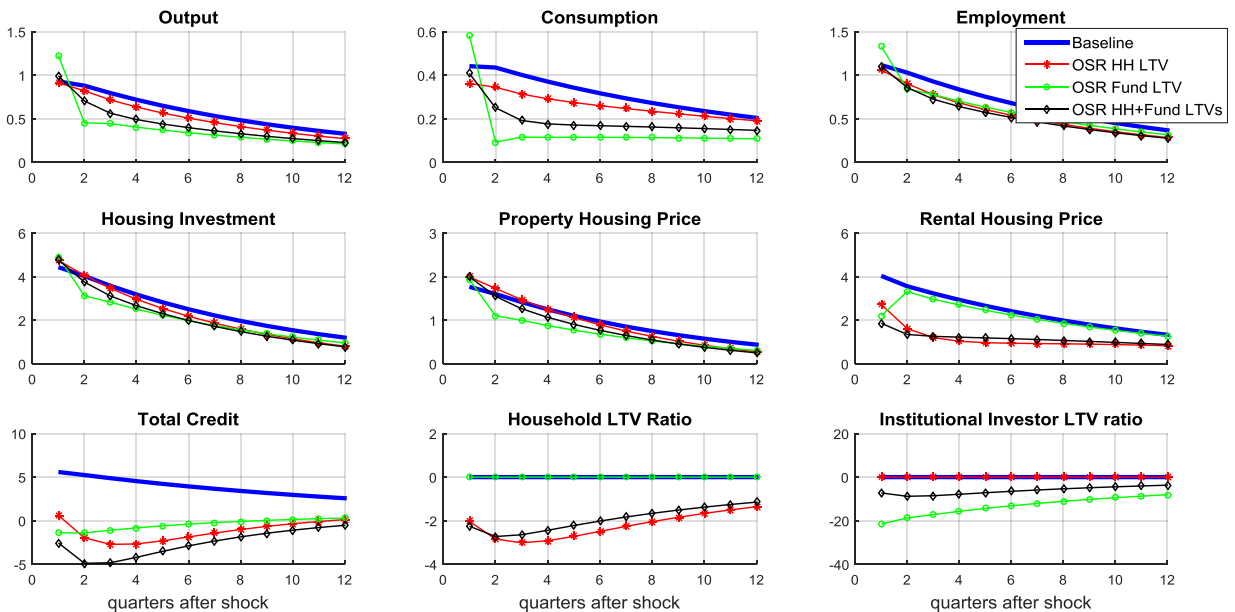 Output
Consumption
Employment
1.5
1
0.5
0
0 2 4 6 8 10 12
0.6
0.4
0.2
0
0 2 4 6 8 10 12
1.5
1
0.5
0
0 2 4 6 8 10 12
Baseline
OSR HH LTV
OSR Fund LTV
OSR HH+Fund LTVs
Housing Investment
Property Housing Price
Rental Housing Price
6
4
2
0
0 2 4 6 8 10 12
3
2
1
0
0 2 4 6 8 10 12
6
4
2
0
0 2 4 6 8 10 12
Total Credit
Household LTV Ratio
Institutional Investor LTV ratio
10
5
0
-5
0 2 4 6 8 10 12
quarters after shock
2
0
-2
-4
0 2 4 6 8 10 12
quarters after shock
20
0
-20
-40
0 2 4 6 8 10 12
quarters after shock